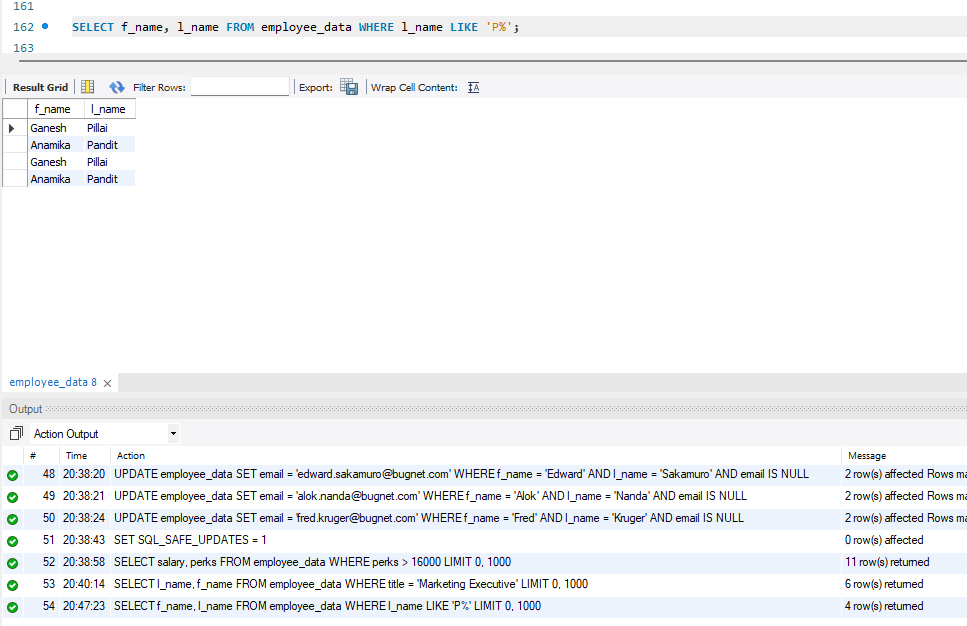 161
162 SELECT f_name, l_name FROM employee_data WHERE l_name LIKE 'P%';
163
Result Grid Filter Rows: Export: Wrap Cell Content: IA
f_name l_name
Ganesh Pillai
Anamika Pandit
Ganesh Pillai
Anamika Pandit
employee_data 8
Output
Action Output
# Time Action Message
48 20:38:20 UPDATE employee_data SET email = 'edward.sakamuro@bugnet.com' WHERE f_name = 'Edward' AND l_name = 'Sakamuro' AND email IS NULL 2 row(s) affected Rows ma
49 20:38:21 UPDATE employee_data SET email = 'alok.nanda@bugnet.com' WHERE f_name = 'Alok' AND l_name = 'Nanda' AND email IS NULL 2 row(s) affected Rows ma
50 20:38:24 UPDATE employee_data SET email = 'fred.kruger@bugnet.com' WHERE f_name = 'Fred' AND l_name = 'Kruger' AND email IS NULL 2 row(s) affected Rows ma
51 20:38:43 SET SQL_SAFE_UPDATES = 1 0 row(s) affected
52 20:38:58 SELECT salary, perks FROM employee_data WHERE perks > 16000 LIMIT 0, 1000 11 row(s) returned
53 20:40:14 SELECT l_name, f_name FROM employee_data WHERE title = 'Marketing Executive' LIMIT 0, 1000 6 row(s) returned
54 20:47:23 SELECT f_name, l_name FROM employee_data WHERE l_name LIKE 'P%' LIMIT 0, 1000 4 row(s) returned